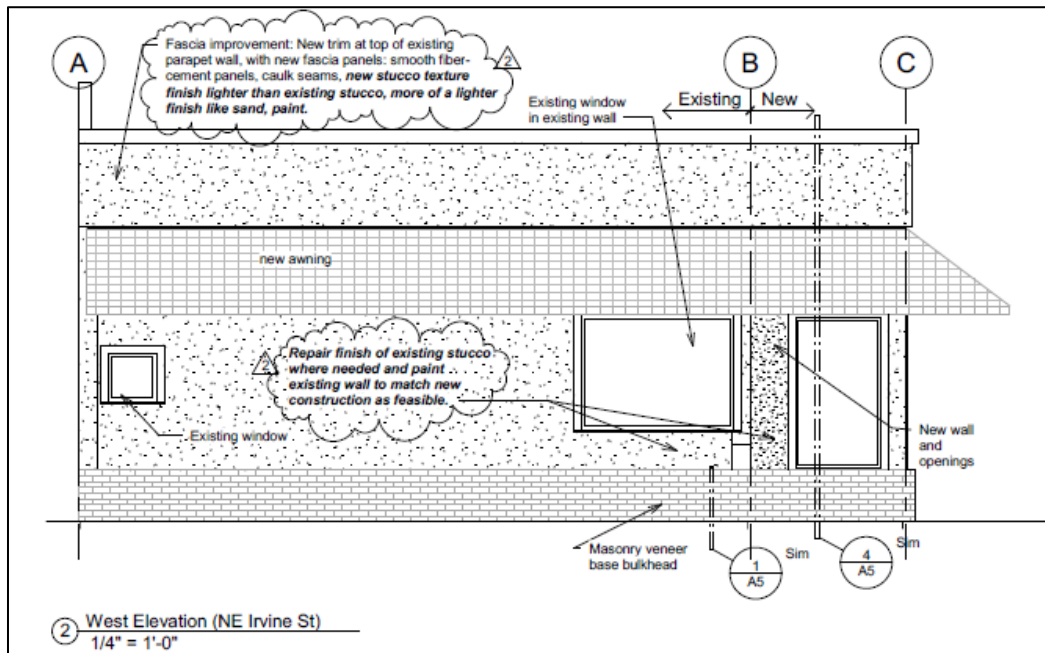 A
Fascia improvement: New trim at top of existing
parapet wall, with new fascia panels: smooth fiber-
cement panels, caulk seams, new stucco texture
finish lighter than existing stucco, more of a lighter
finish like sand, paint.
2
B
C
Existing
New
Existing window
in existing wall
new awning
2
Repair finish of existing stucco
where needed and paint
existing wall to match new
construction as feasible.
Existing window
New wall
and
openings
Masonry veneer
base bulkhead
1
A5
Sim
4
A5
Sim
2
West Elevation (NE Irvine St)
1/4" = 1'-0"